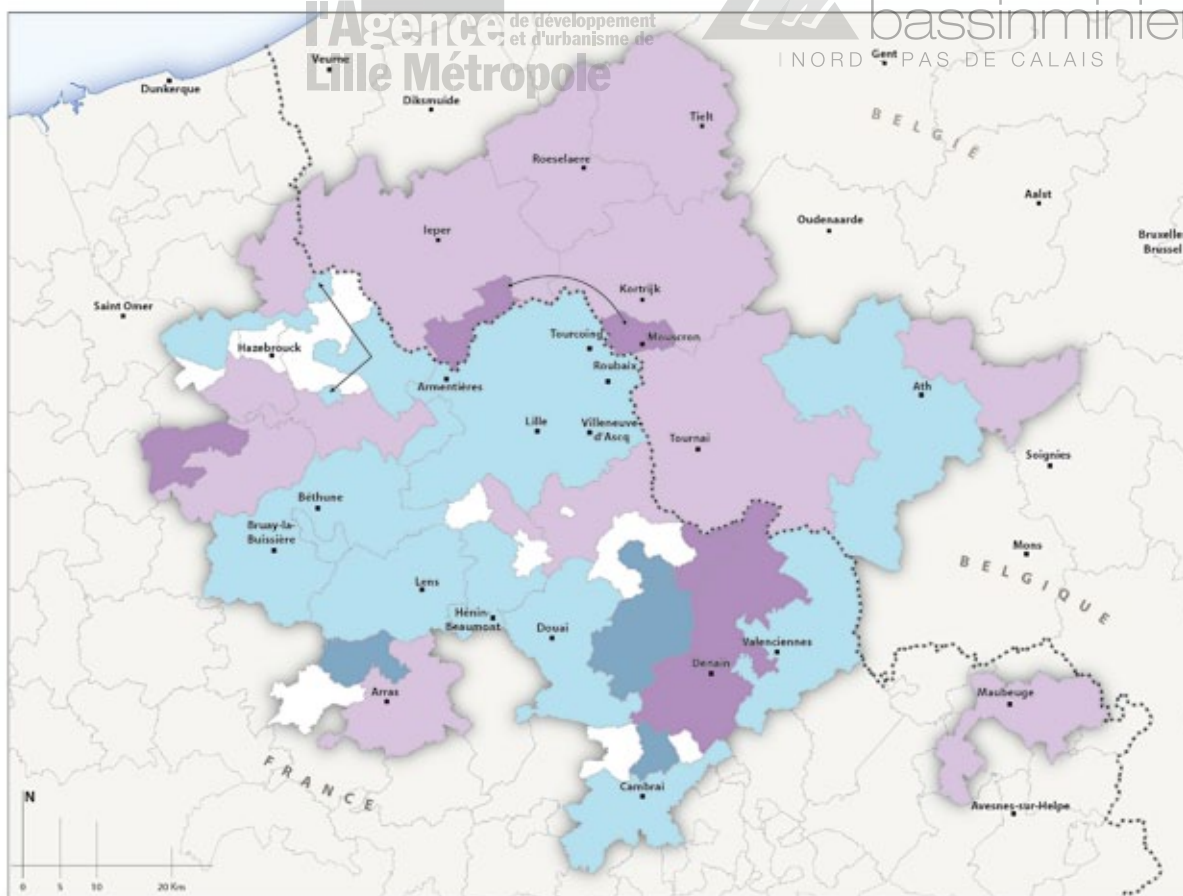 l'Agence de développement
et d'urbanisme de
Lille Métropole
bassinminier
NORD PAS DE CALAIS
Veurne
Gent
Dunkerque
Diksmuide
Tielt
BELGIË
Roeselaere
Aalst
Oudenaarde
Ieper
Bruxelle
Brussel
Kortrijk
Saint Omer
Tourcoing
Mouscron
Hazebrouck
Roubaix
Armentières
Ath
Lille
Villeneuve
d'Ascq
Tournai
Soignies
Béthune
Bruay-la-
Buissière
Mons
BELGIQUE
Lens
Hénin-
Beaumont
Douai
Valenciennes
Denain
Arras
Maubeuge
FRANCE
Cambrai
N
Avesnes-sur-Helpe
0 5 10 20 Km